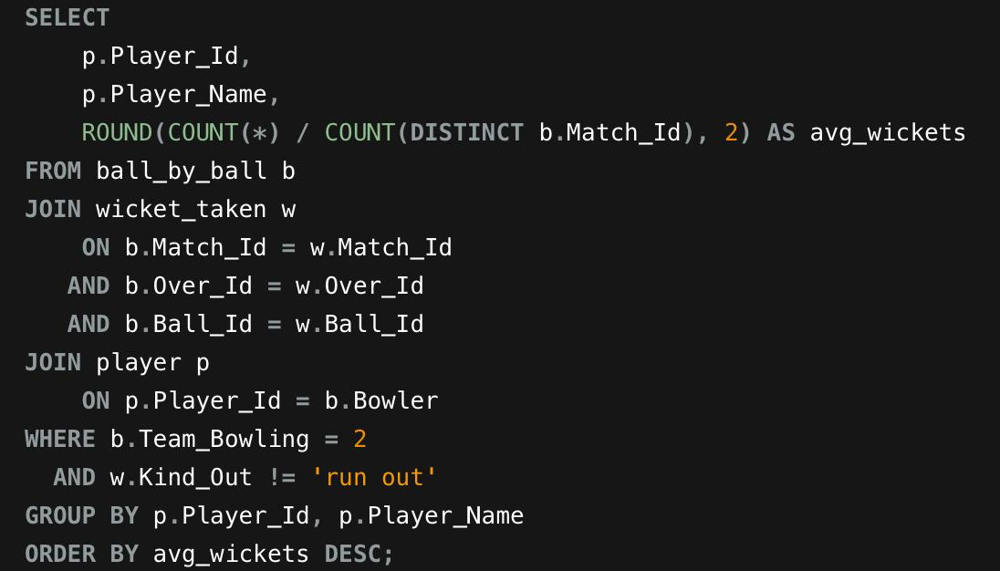 SELECT
    p.Player_Id,
    p.Player_Name,
    ROUND(COUNT(*) / COUNT(DISTINCT b.Match_Id), 2) AS avg_wickets
FROM ball_by_ball b
JOIN wicket_taken w
    ON b.Match_Id = w.Match_Id
   AND b.Over_Id = w.Over_Id
   AND b.Ball_Id = w.Ball_Id
JOIN player p
    ON p.Player_Id = b.Bowler
WHERE b.Team_Bowling = 2
  AND w.Kind_Out != 'run out'
GROUP BY p.Player_Id, p.Player_Name
ORDER BY avg_wickets DESC;